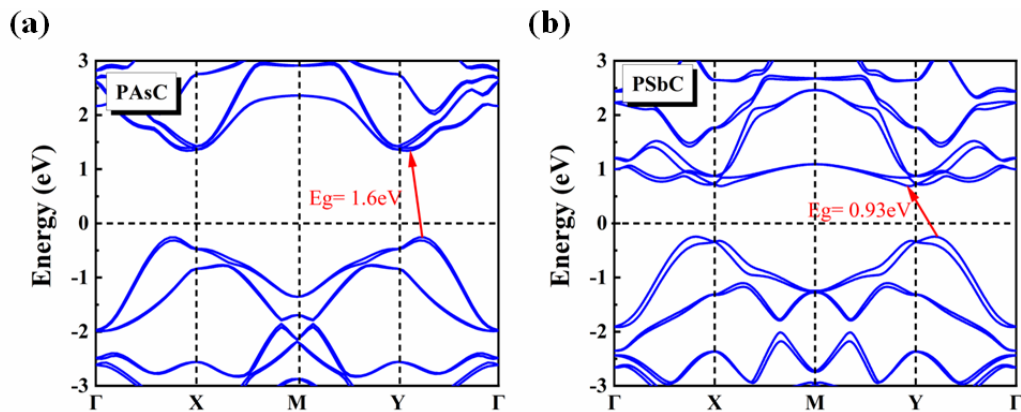 (a)
(b)
PAsC
PSbC
Energy (eV)
Energy (eV)
3
2
1
0
-1
-2
-3
3
2
1
0
-1
-2
-3
Eg= 1.6eV
Eg= 0.93eV
Γ X M Y Γ
Γ X M Y Γ